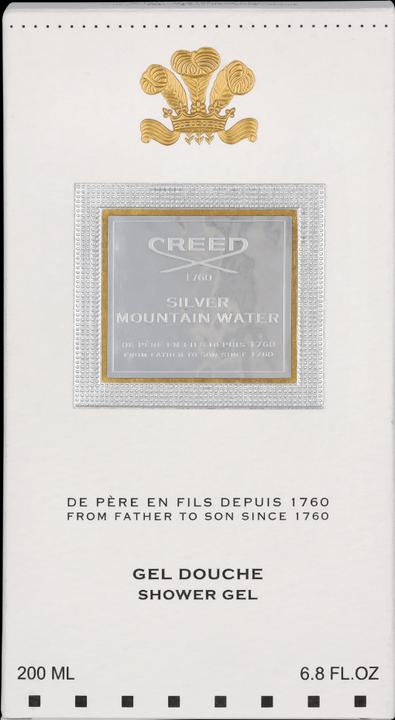 CREED
1760
SILVER
MOUNTAIN WATER
DE PÈRE EN FILS DEPUIS 1760
FROM FATHER TO SON SINCE 1760
DE PÈRE EN FILS DEPUIS 1760
FROM FATHER TO SON SINCE 1760
GEL DOUCHE
SHOWER GEL
200 ML 6.8 FL.OZ